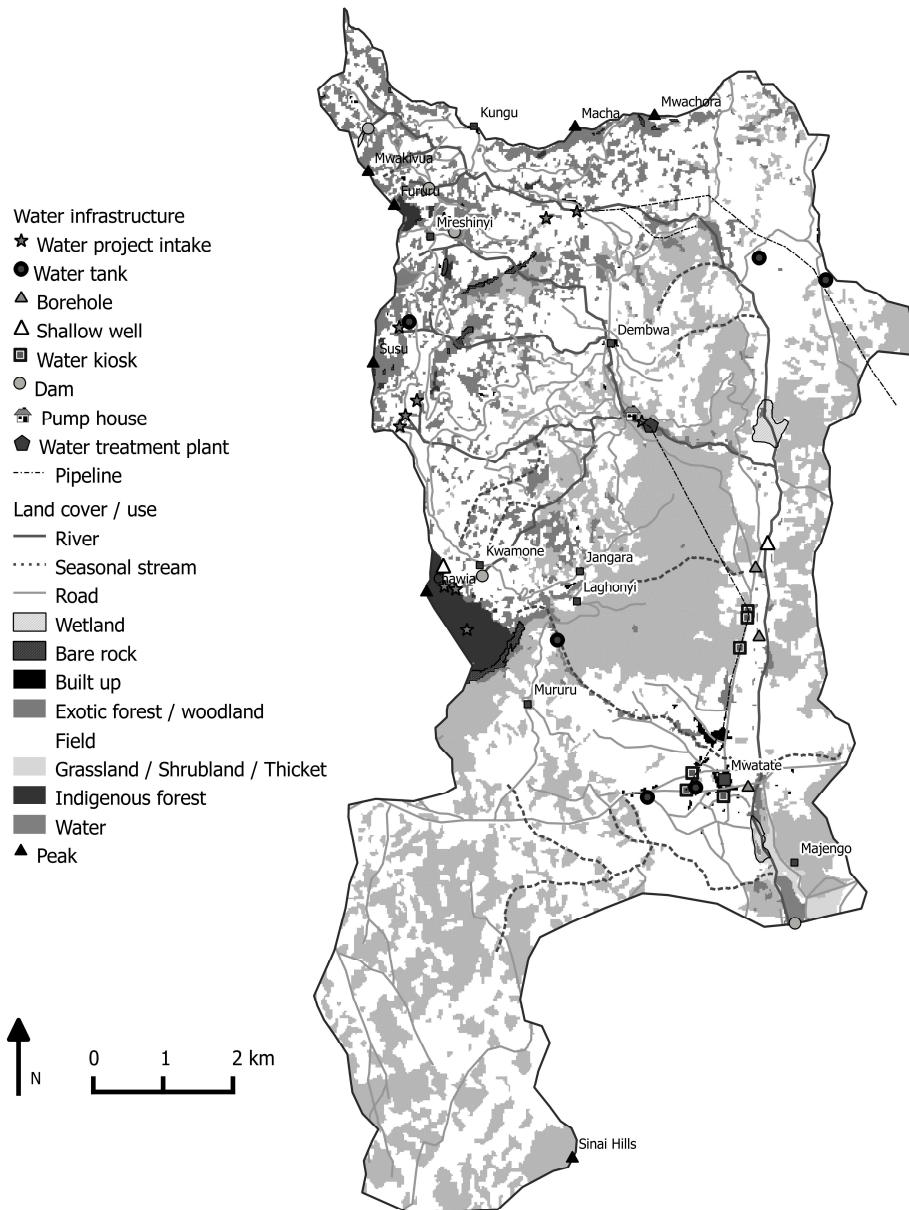 Kungu
Macha
Mwachora
Mwakivua
Fururu
Mreshinyi
Dembwa
Susu
Kwamone
Jangara
Chawia
Laghonyi
Mururu
Mwatate
Majengo
Sinai Hills
Water infrastructure
Water project intake
Water tank
Borehole
Shallow well
Water kiosk
Dam
Pump house
Water treatment plant
Pipeline
Land cover / use
River
Seasonal stream
Road
Wetland
Bare rock
Built up
Exotic forest / woodland
Field
Grassland / Shrubland / Thicket
Indigenous forest
Water
Peak
0 1 2 km
N